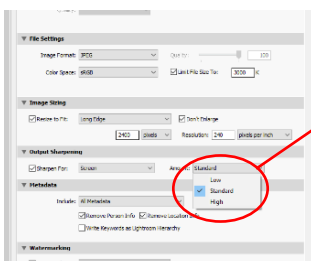 File Settings
Image Format: JPEG 100
Color Space: sRGB Limit File Size To: 3000 K
Image Sizing
Resize to Fit: Long Edge Don't Enlarge
2400 pixels Resolution: 240 pixels per inch
Output Sharpening
Sharpen For: Screen Amount: Standard
Low
Standard
High
Metadata
Include: All Metadata
Remove Person Info Remove Location Info
Write Keywords as Lightroom Hierarchy
Watermarking